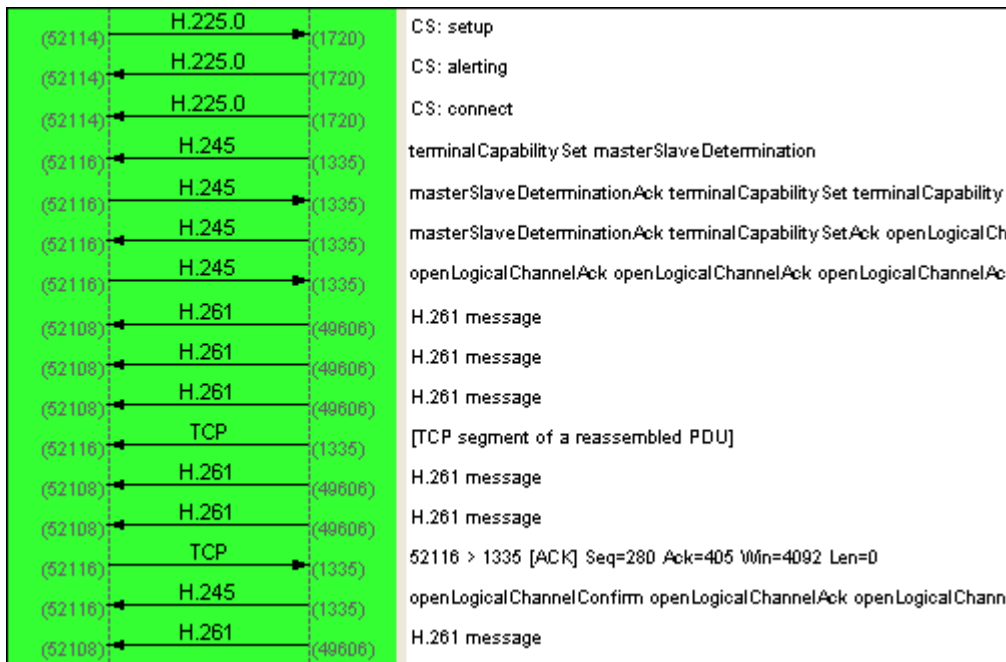 H.225.0
(52114) (1720) CS: setup
H.225.0
(52114) (1720) CS: alerting
H.225.0
(52114) (1720) CS: connect
H.245
(52116) (1335) terminalCapabilitySet masterSlaveDetermination
H.245
(52116) (1335) masterSlaveDeterminationAck terminalCapabilitySet terminalCapability
H.245
(52116) (1335) masterSlaveDeterminationAck terminalCapabilitySetAck openLogicalCh
H.245
(52116) (1335) openLogicalChannelAck openLogicalChannelAck openLogicalChannelAc
H.261
(52108) (49606) H.261 message
H.261
(52108) (49606) H.261 message
H.261
(52108) (49606) H.261 message
TCP
(52116) (1335) [TCP segment of a reassembled PDU]
H.261
(52108) (49606) H.261 message
H.261
(52108) (49606) H.261 message
TCP
(52116) (1335) 52116 > 1335 [ACK] Seq=280 Ack=405 Win=4092 Len=0
H.245
(52116) (1335) openLogicalChannelConfirm openLogicalChannelAck openLogicalChann
H.261
(52108) (49606) H.261 message